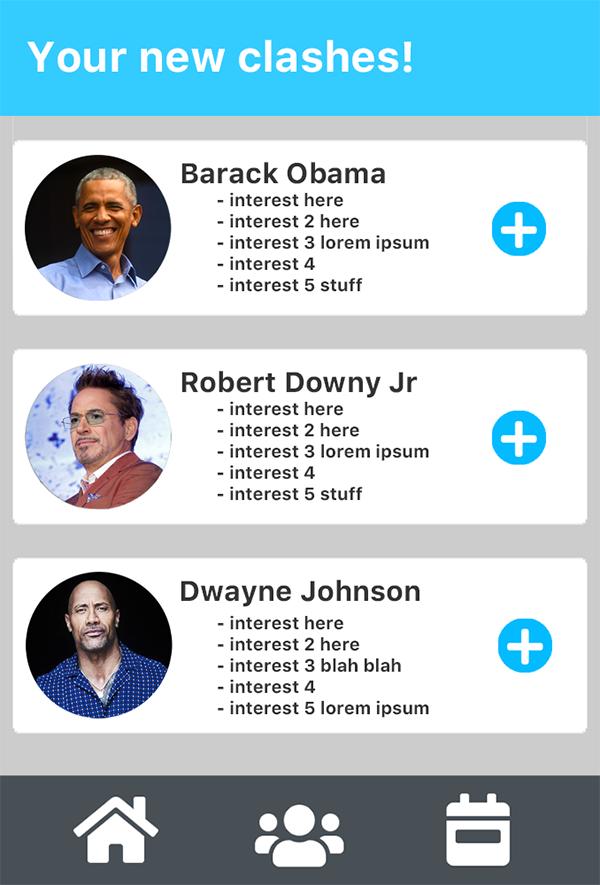 Your new clashes!
Barack Obama
- interest here
- interest 2 here
- interest 3 lorem ipsum
- interest 4
- interest 5 stuff
Robert Downy Jr
- interest here
- interest 2 here
- interest 3 lorem ipsum
- interest 4
- interest 5 stuff
Dwayne Johnson
- interest here
- interest 2 here
- interest 3 blah blah
- interest 4
- interest 5 lorem ipsum